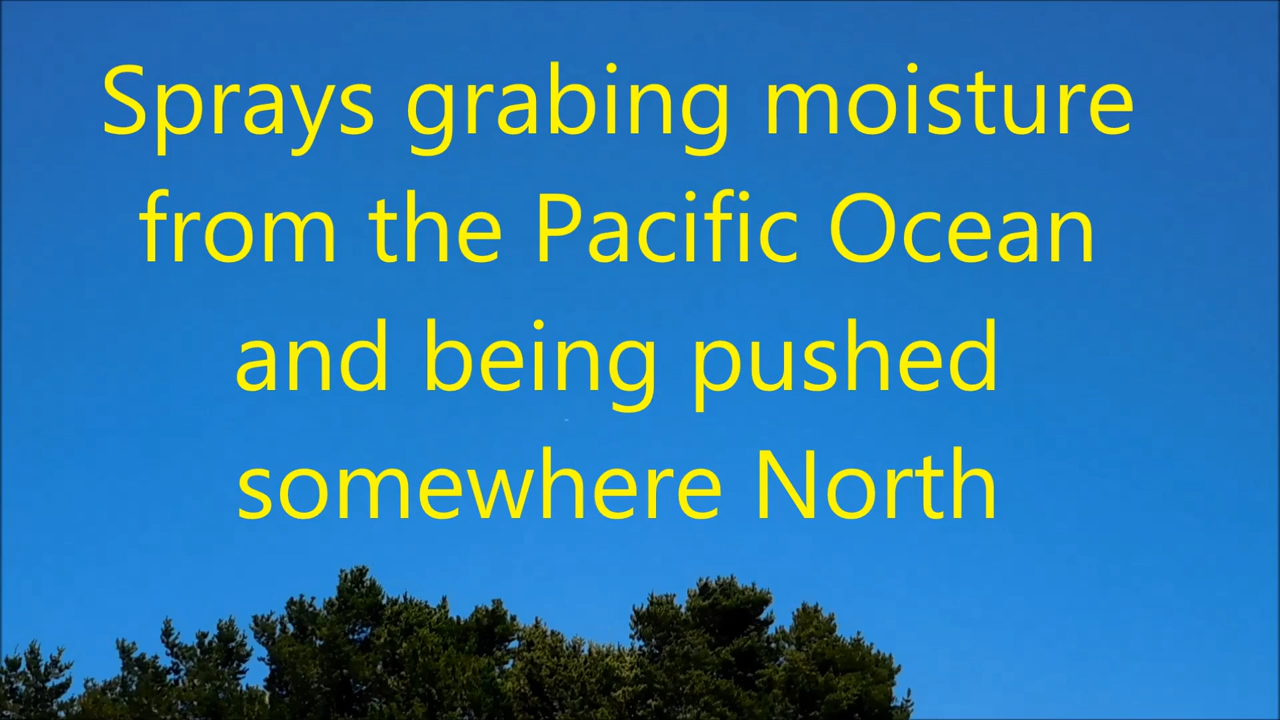 Sprays grabing moisture
from the Pacific Ocean
and being pushed
somewhere North